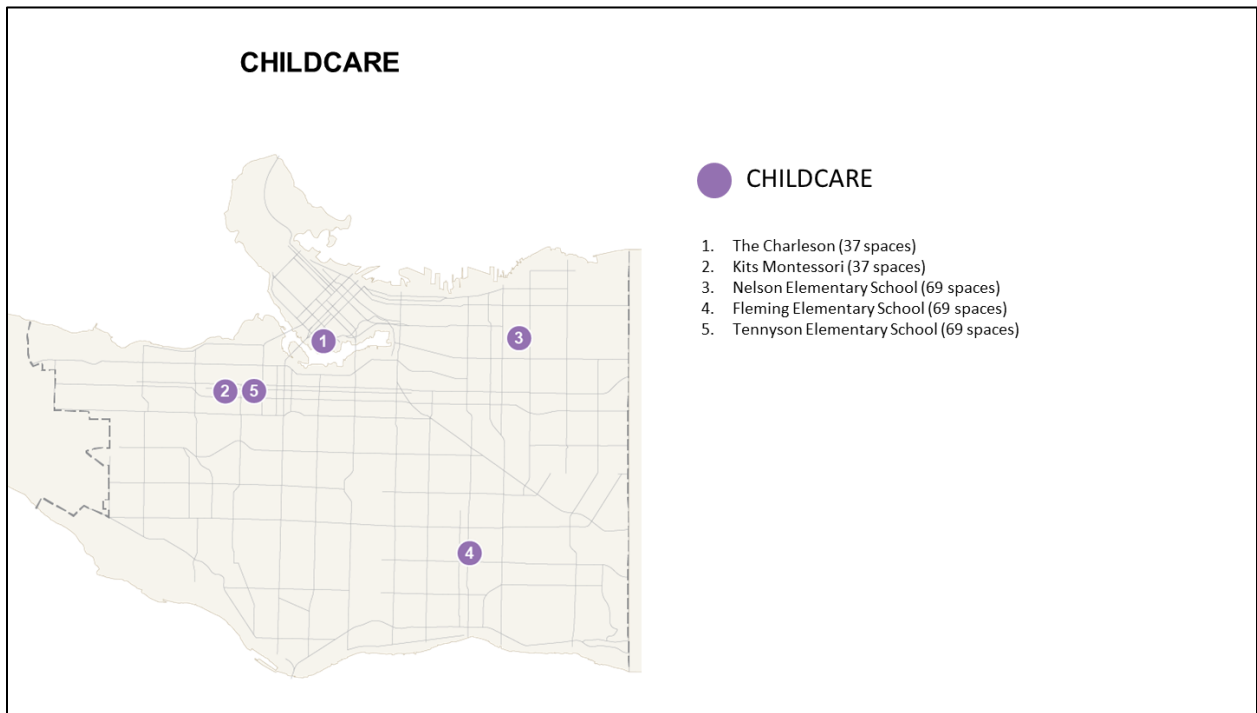 CHILDCARE
CHILDCARE
1. The Charleson (37 spaces)
2. Kits Montessori (37 spaces)
3. Nelson Elementary School (69 spaces)
4. Fleming Elementary School (69 spaces)
5. Tennyson Elementary School (69 spaces)
1
3
2 5
4